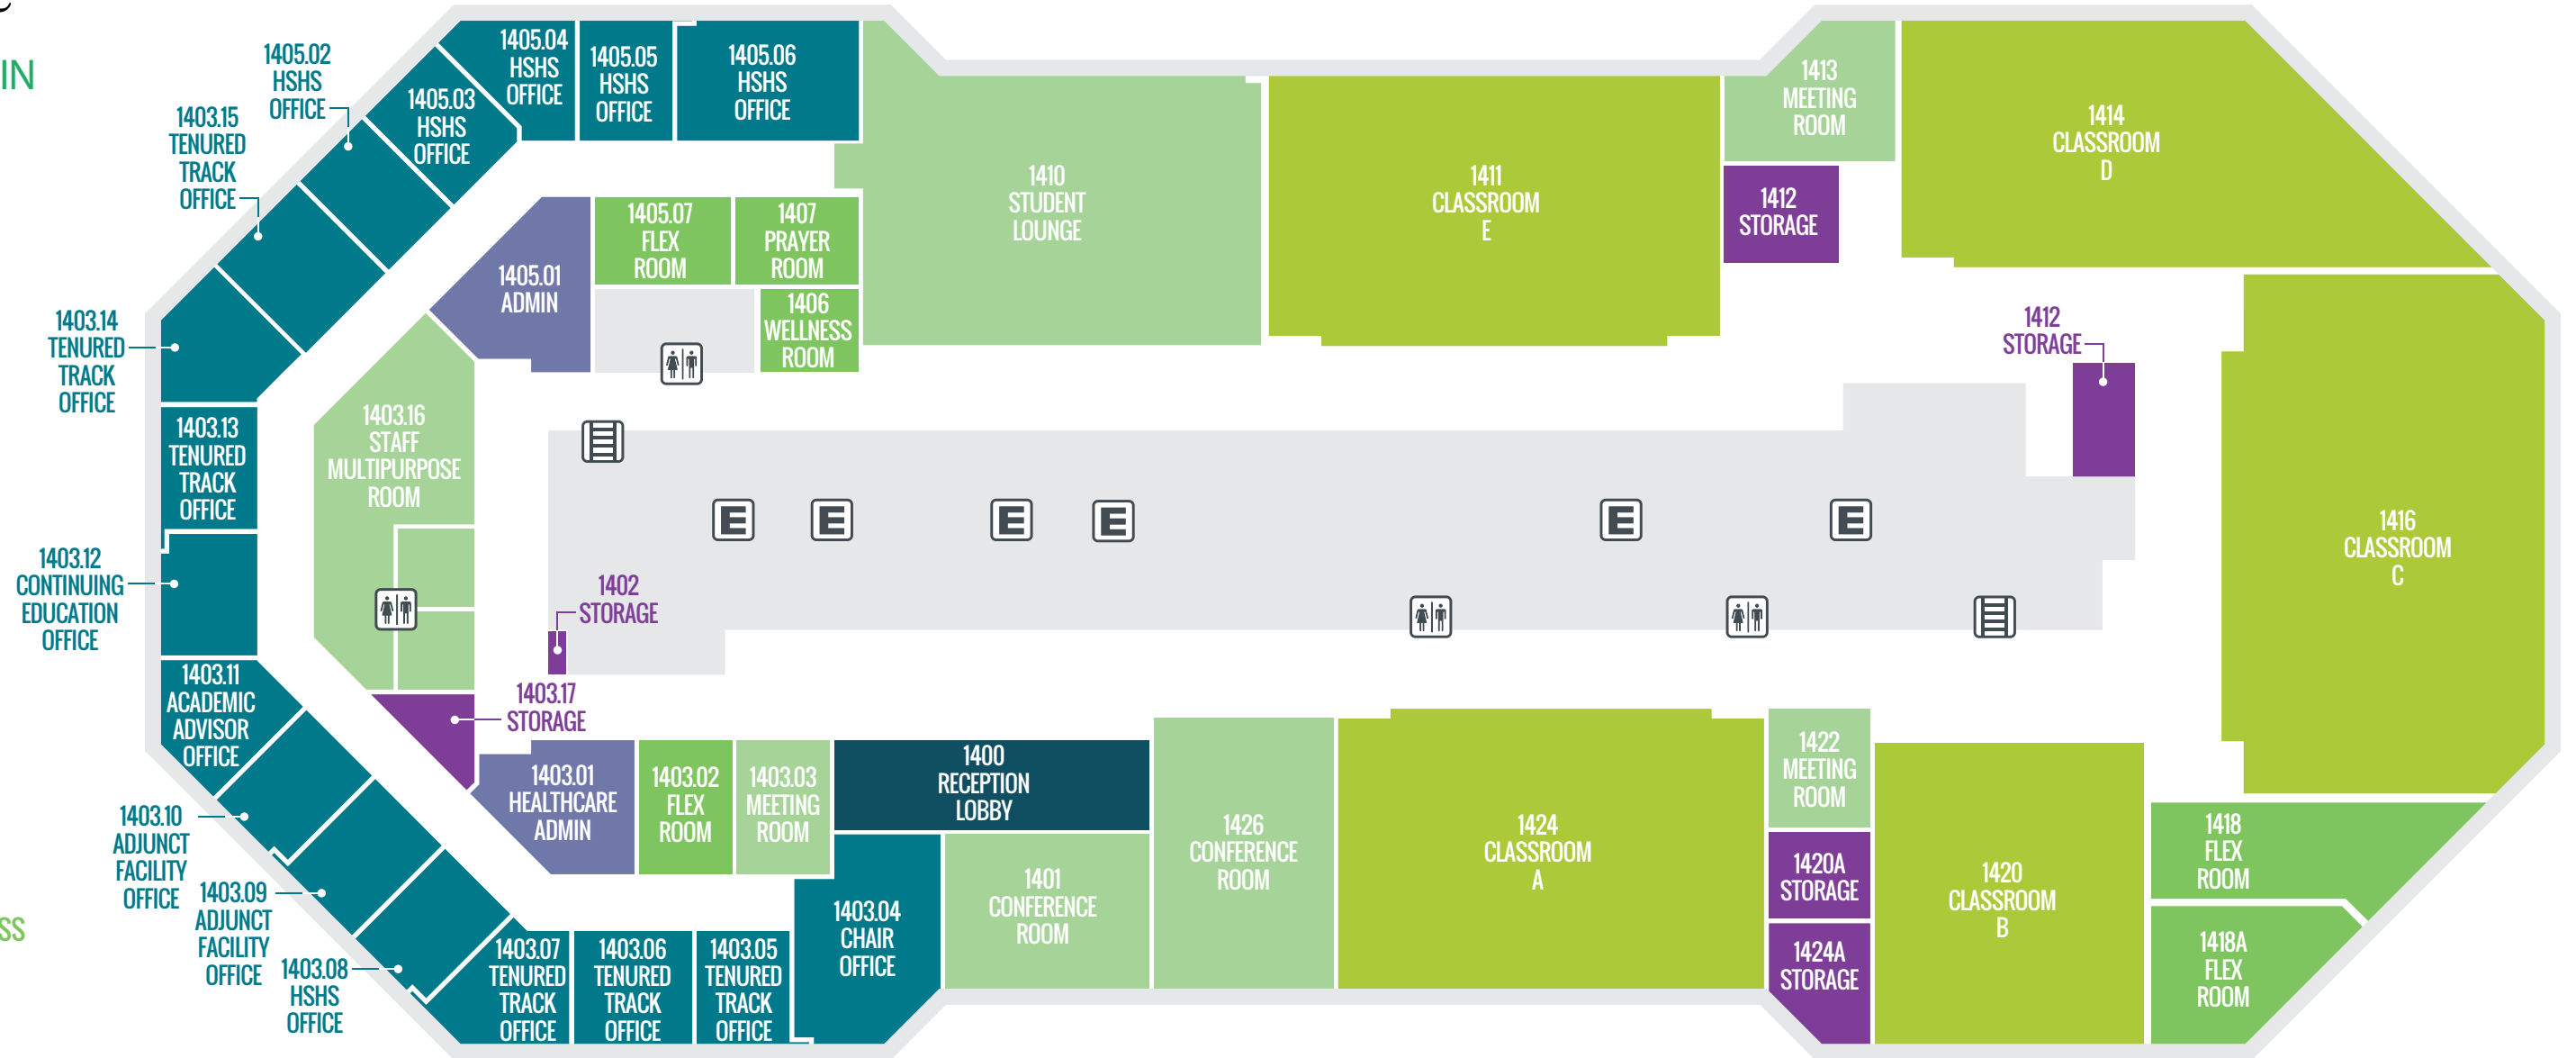 IN
1405.02
HSHS
OFFICE
1403.15
TENURED
TRACK
OFFICE
1405.04
HSHS
OFFICE
1405.05
HSHS
OFFICE
1405.06
HSHS
OFFICE
1405.03
HSHS
OFFICE
1413
MEETING
ROOM
1414
CLASSROOM
D
1410
STUDENT
LOUNGE
1411
CLASSROOM
E
1412
STORAGE
1405.07
FLEX
ROOM
1407
PRAYER
ROOM
1405.01
ADMIN
1406
WELLNESS
ROOM
1403.14
TENURED
TRACK
OFFICE
1412
STORAGE
1403.16
STAFF
MULTIPURPOSE
ROOM
1403.13
TENURED
TRACK
OFFICE
E
E
E
E
E
E
1416
CLASSROOM
C
1403.12
CONTINUING
EDUCATION
OFFICE
1402
STORAGE
1403.11
ACADEMIC
ADVISOR
OFFICE
1403.17
STORAGE
1403.01
HEALTHCARE
ADMIN
1403.02
FLEX
ROOM
1403.03
MEETING
ROOM
1400
RECEPTION
LOBBY
1422
MEETING
ROOM
1403.10
ADJUNCT
FACILITY
OFFICE
1426
CONFERENCE
ROOM
1424
CLASSROOM
A
1418
FLEX
ROOM
1420A
STORAGE
1420
CLASSROOM
B
1401
CONFERENCE
ROOM
1403.09
ADJUNCT
FACILITY
OFFICE
1403.04
CHAIR
OFFICE
SS
1424A
STORAGE
1418A
FLEX
ROOM
1403.08
HSHS
OFFICE
1403.07
TENURED
TRACK
OFFICE
1403.06
TENURED
TRACK
OFFICE
1403.05
TENURED
TRACK
OFFICE